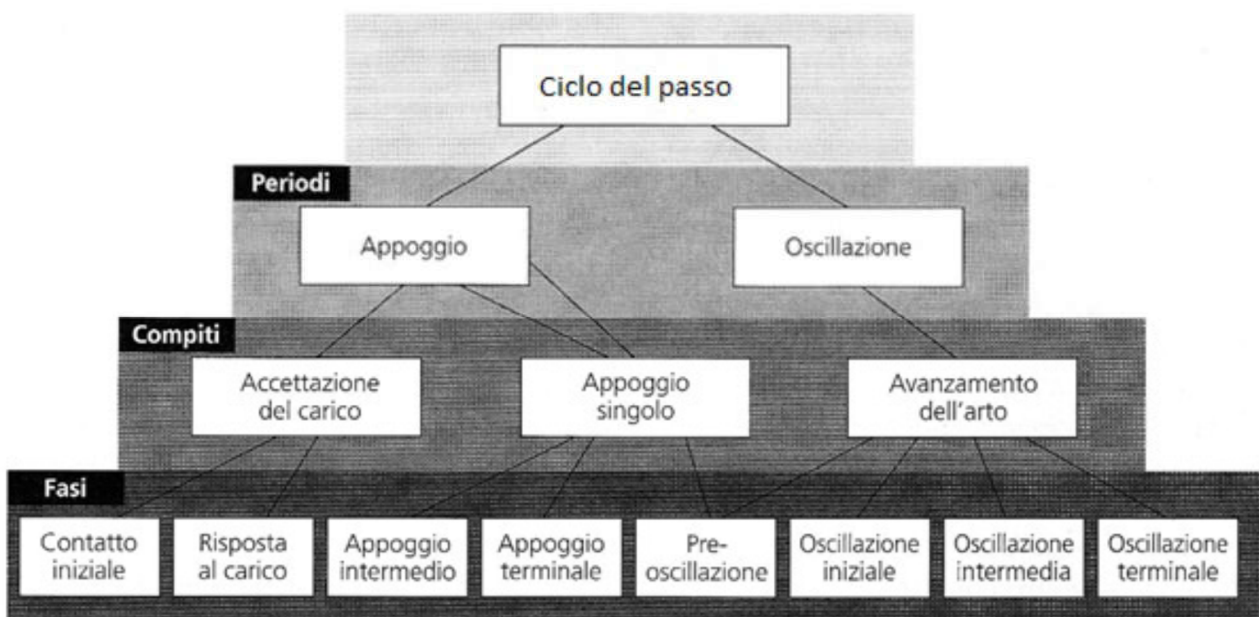 Ciclo del passo
Periodi
Appoggio
Oscillazione
Compiti
Accettazione
del carico
Appoggio
singolo
Avanzamento
dell'arto
Fasi
Contatto
iniziale
Risposta
al carico
Appoggio
intermedio
Appoggio
terminale
Pre-
oscillazione
Oscillazione
iniziale
Oscillazione
intermedia
Oscillazione
terminale